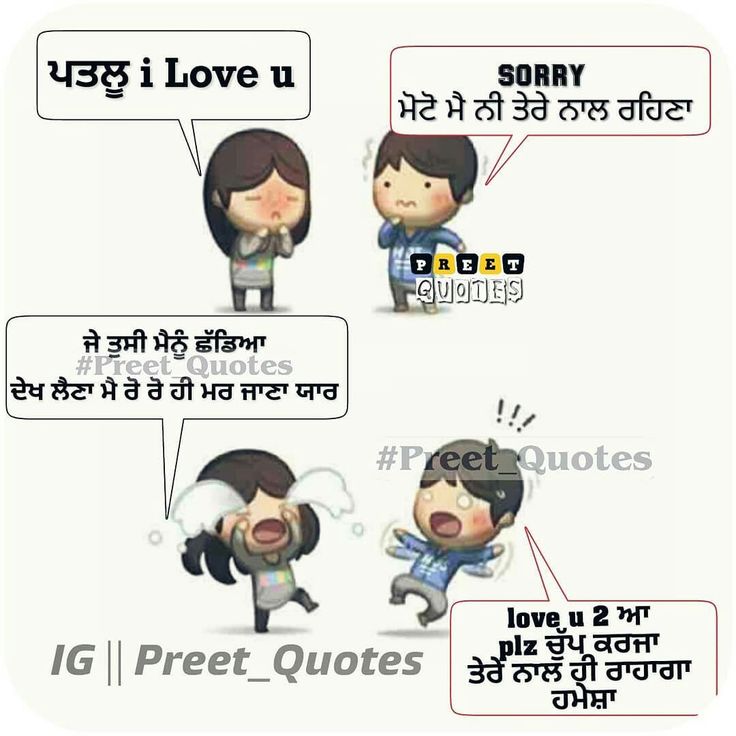 ਪਤਲੂ i Love u
SORRY
ਮੋਟੋ ਮੈ ਨੀ ਤੇਰੇ ਨਾਲ ਰਹਿਣਾ
PREET
QUOTES
ਜੇ ਤੁਸੀ ਮੈਨੂੰ ਛੱਡਿਆ
#Preet_Quotes
ਦੇਖ ਲੈਣਾ ਮੈ ਰੋ ਰੋ ਹੀ ਮਰ ਜਾਣਾ ਯਾਰ
!!!
#Preet_Quotes
love u 2 ਆ
plz ਚੁੱਪ ਕਰਜਾ
ਤੇਰੇ ਨਾਲ ਹੀ ਰਾਹਾਗਾ
ਹਮੇਸ਼ਾ
IG || Preet_Quotes